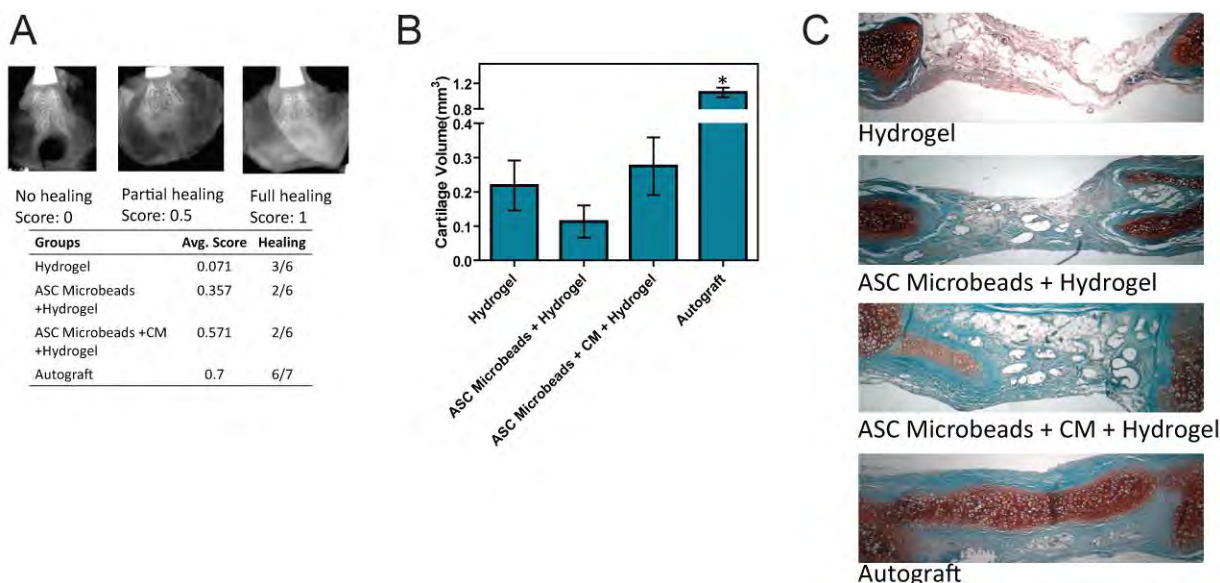 A
No healing
Score: 0
Partial healing
Score: 0.5
Full healing
Score: 1
Groups Avg. Score Healing
Hydrogel 0.071 3/6
ASC Microbeads
+Hydrogel 0.357 2/6
ASC Microbeads +CM
+Hydrogel 0.571 2/6
Autograft 0.7 6/7
B
Cartilage Volume(mm³)
1.2
0.8
0.4
0.3
0.2
0.1
0.0
*
Hydrogel
ASC Microbeads + Hydrogel
ASC Microbeads + CM + Hydrogel
Autograft
C
Hydrogel
ASC Microbeads + Hydrogel
ASC Microbeads + CM + Hydrogel
Autograft